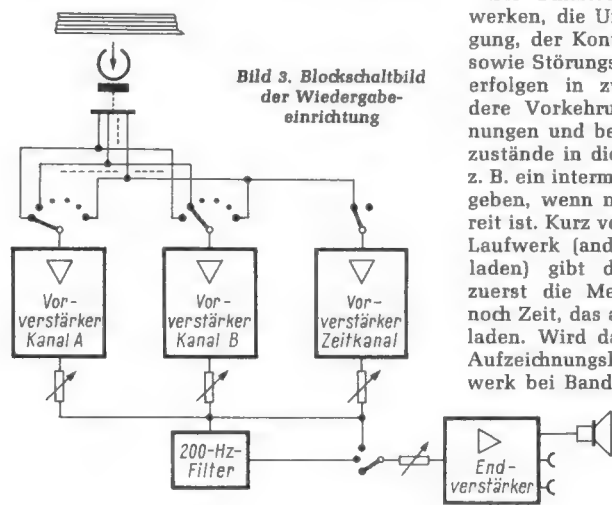 Bild 3. Blockschaltbild
der Wiedergabe-
einrichtung
werken, die U
gung, der Kon
sowie Störungs
erfolgen in z
dere Vorkehru
nungen und be
zustände in di
z. B. ein interm
geben, wenn n
reit ist. Kurz v
Laufwerk (and
laden) gibt d
zuerst die Me
noch Zeit, das a
laden. Wird da
Aufzeichnungs
werk bei Band
Vor-
verstärker
Kanal A
Vor-
verstärker
Kanal B
Vor-
verstärker
Zeitkanal
200-Hz-
Filter
End-
verstärker